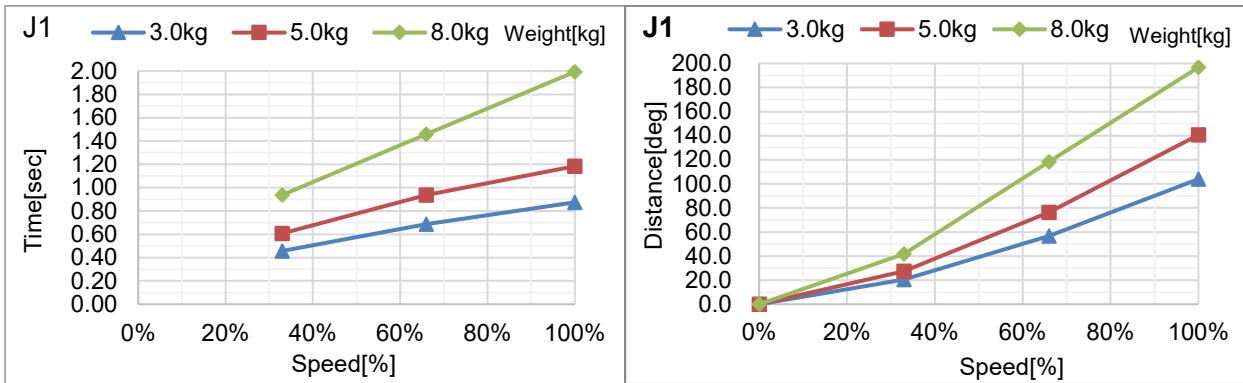 J1
3.0kg 5.0kg 8.0kg Weight[kg]
2.00
1.80
1.60
1.40
1.20
1.00
0.80
0.60
0.40
0.20
0.00
Time[sec]
0% 20% 40% 60% 80% 100%
Speed[%]
J1
3.0kg 5.0kg 8.0kg Weight[kg]
200.0
180.0
160.0
140.0
120.0
100.0
80.0
60.0
40.0
20.0
0.0
Distance[deg]
0% 20% 40% 60% 80% 100%
Speed[%]